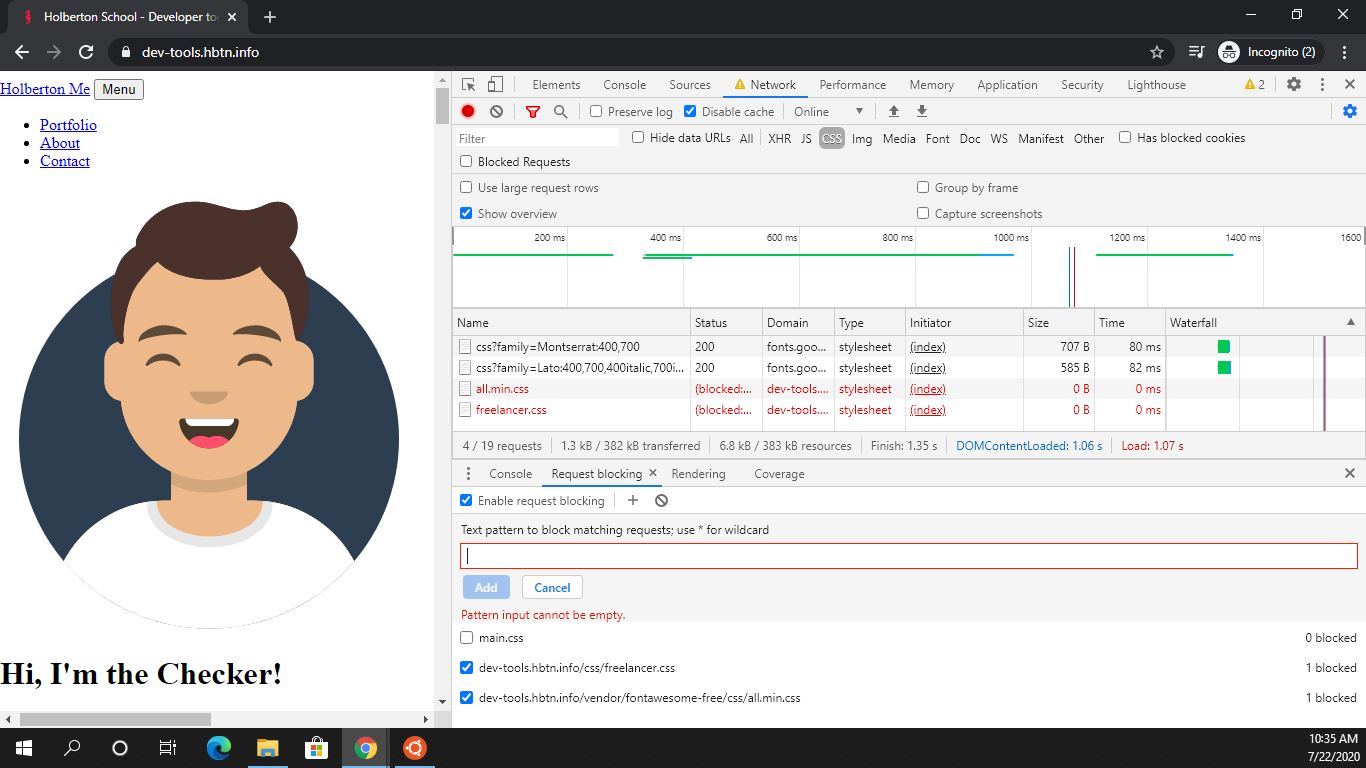 Holberton School - Developer to
dev-tools.hbtn.info
Incognito (2)
Holberton Me Menu
Portfolio
About
Contact
Hi, I'm the Checker!
Elements Console Sources Network Performance Memory Application Security Lighthouse 2
Preserve log Disable cache Online
Filter Hide data URLs All XHR JS CSS Img Media Font Doc WS Manifest Other Has blocked cookies
Blocked Requests
Use large request rows Group by frame
Show overview Capture screenshots
200 ms 400 ms 600 ms 800 ms 1000 ms 1200 ms 1400 ms 1600
Name Status Domain Type Initiator Size Time Waterfall
css?family=Montserrat:400,700 200 fonts.goo... stylesheet (index) 707 B 80 ms
css?family=Lato:400,700,400italic,700i... 200 fonts.goo... stylesheet (index) 585 B 82 ms
all.min.css (blocked:... dev-tools.... stylesheet (index) 0 B 0 ms
freelancer.css (blocked:... dev-tools.... stylesheet (index) 0 B 0 ms
4 / 19 requests 1.3 kB / 382 kB transferred 6.8 kB / 383 kB resources Finish: 1.35 s DOMContentLoaded: 1.06 s Load: 1.07 s
Console Request blocking Rendering Coverage
Enable request blocking
Text pattern to block matching requests; use * for wildcard
Add Cancel
Pattern input cannot be empty.
main.css 0 blocked
dev-tools.hbtn.info/css/freelancer.css 1 blocked
dev-tools.hbtn.info/vendor/fontawesome-free/css/all.min.css 1 blocked
10:35 AM
7/22/2020